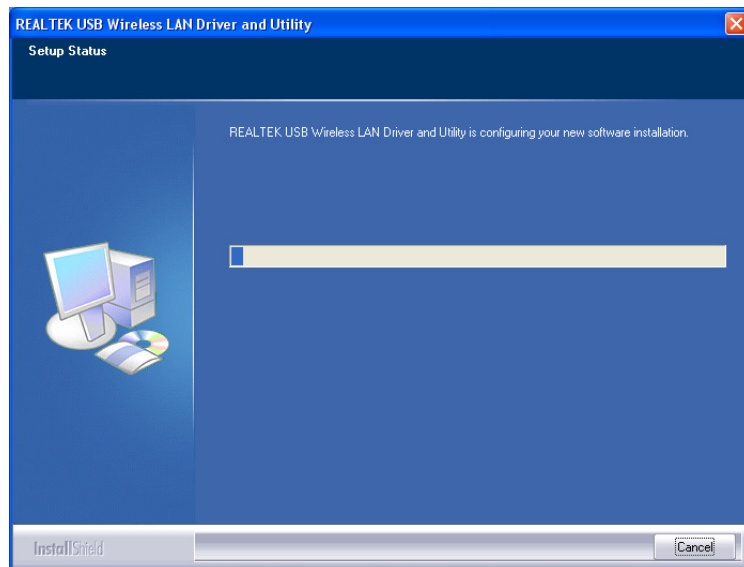 REALTEK USB Wireless LAN Driver and Utility
Setup Status
REALTEK USB Wireless LAN Driver and Utility is configuring your new software installation.
InstallShield
Cancel